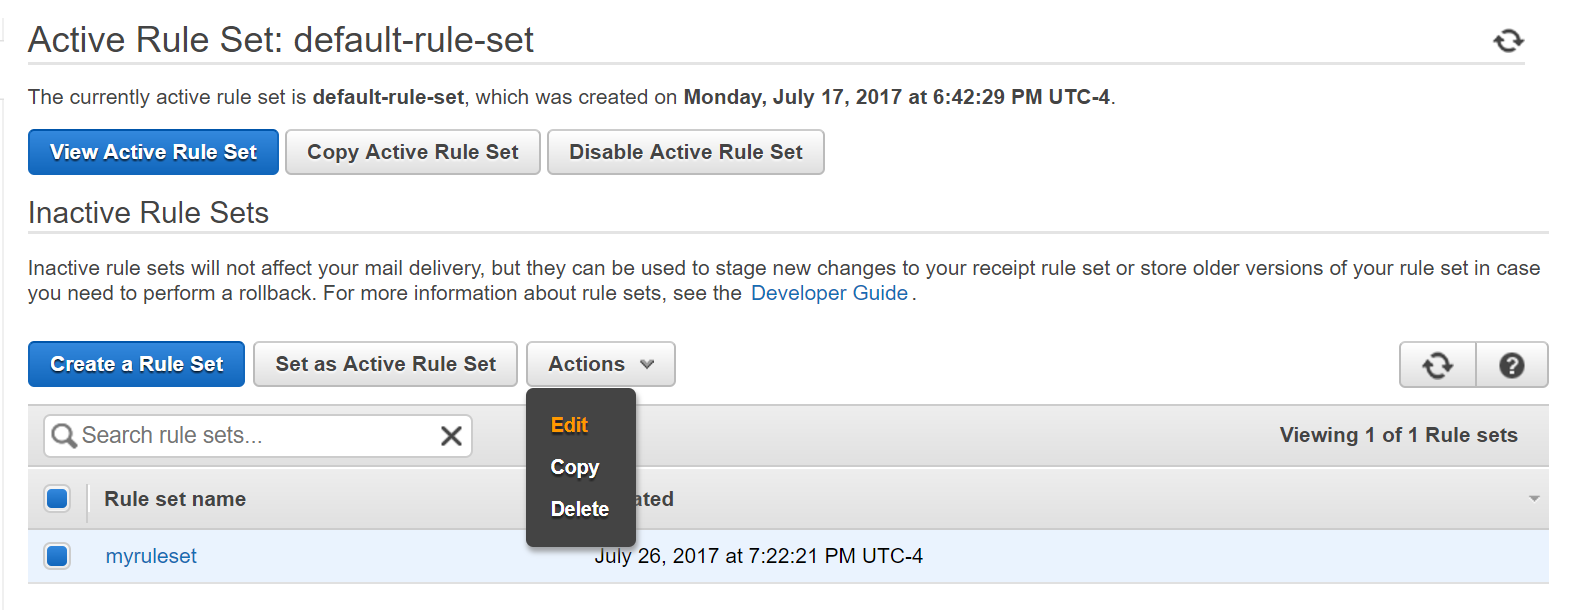 Active Rule Set: default-rule-set
The currently active rule set is default-rule-set, which was created on Monday, July 17, 2017 at 6:42:29 PM UTC-4.
View Active Rule Set Copy Active Rule Set Disable Active Rule Set
Inactive Rule Sets
Inactive rule sets will not affect your mail delivery, but they can be used to stage new changes to your receipt rule set or store older versions of your rule set in case
you need to perform a rollback. For more information about rule sets, see the Developer Guide.
Create a Rule Set Set as Active Rule Set Actions ?
Edit
Search rule sets... Viewing 1 of 1 Rule sets
Copy
Rule set name ated
Delete
myruleset July 26, 2017 at 7:22:21 PM UTC-4